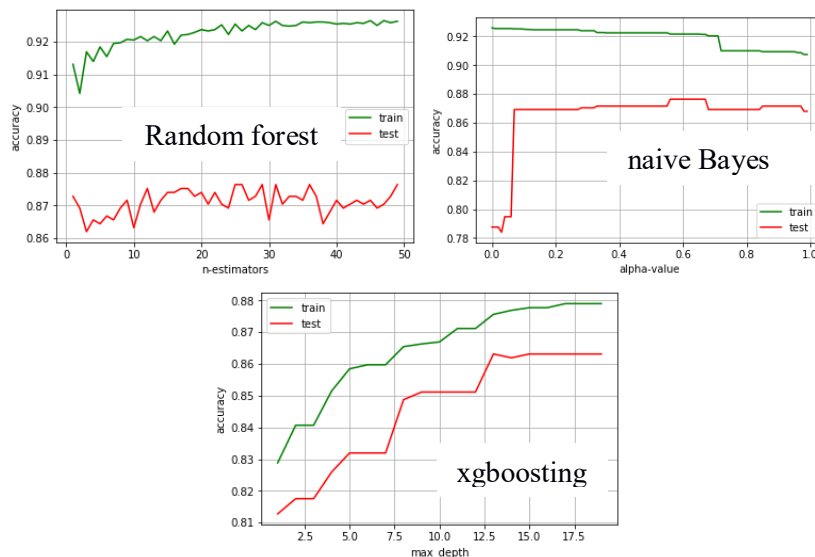 0.92
0.91
0.90
0.89
0.88
0.87
0.86
accuracy
Random forest
train
test
0 10 20 30 40 50
n-estimators
0.92
0.90
0.88
0.86
0.84
0.82
0.80
0.78
accuracy
naive Bayes
train
test
0.0 0.2 0.4 0.6 0.8 1.0
alpha-value
0.88
0.87
0.86
0.85
0.84
0.83
0.82
0.81
accuracy
train
test
xgboosting
2.5 5.0 7.5 10.0 12.5 15.0 17.5
max_depth